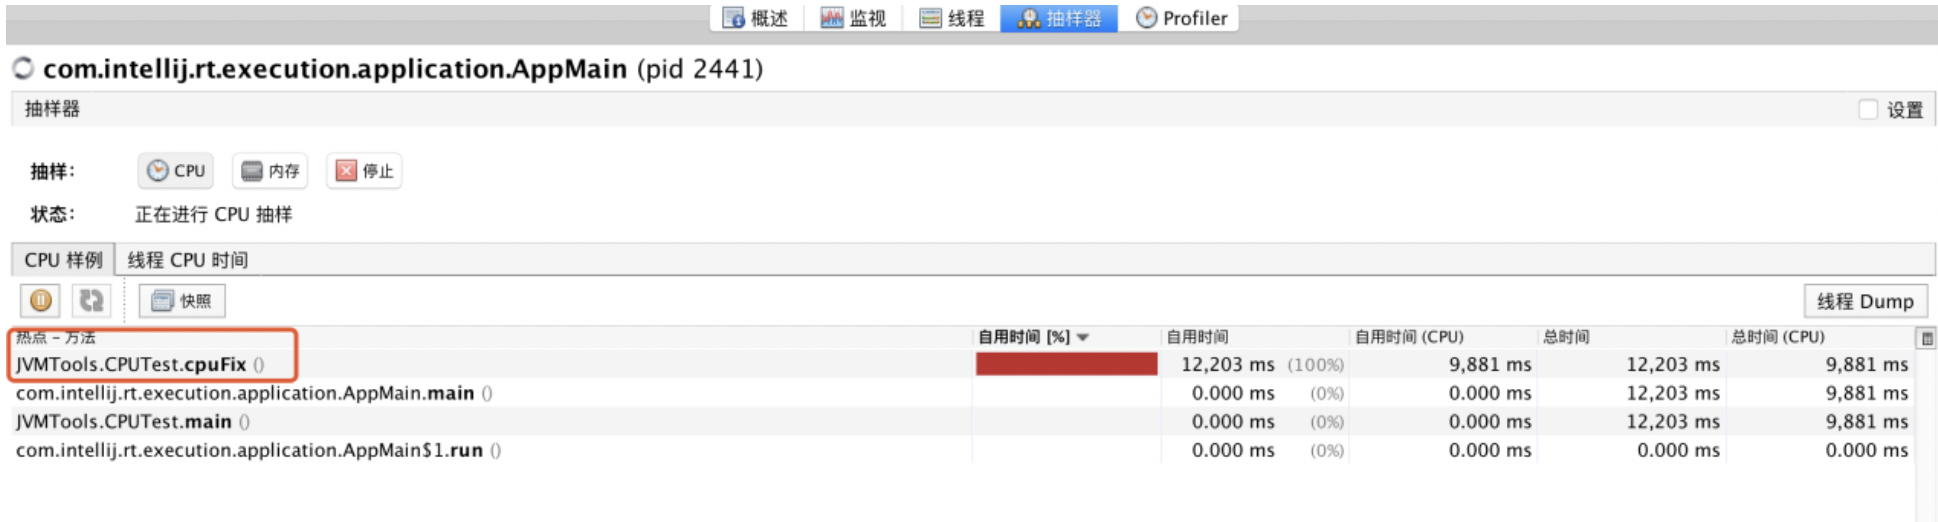 概述 监视 线程 抽样器 Profiler
com.intellij.rt.execution.application.AppMain (pid 2441)
抽样器 设置
抽样: CPU 内存 停止
状态: 正在进行 CPU 抽样
CPU 样例 线程 CPU 时间
快照 线程 Dump
热点 – 方法 自用时间 [%] 自用时间 自用时间 (CPU) 总时间 总时间 (CPU)
JVMTools.CPUTest.cpuFix () 12,203 ms (100%) 9,881 ms 12,203 ms 9,881 ms
com.intellij.rt.execution.application.AppMain.main () 0.000 ms (0%) 0.000 ms 12,203 ms 9,881 ms
JVMTools.CPUTest.main () 0.000 ms (0%) 0.000 ms 12,203 ms 9,881 ms
com.intellij.rt.execution.application.AppMain$1.run () 0.000 ms (0%) 0.000 ms 0.000 ms 0.000 ms